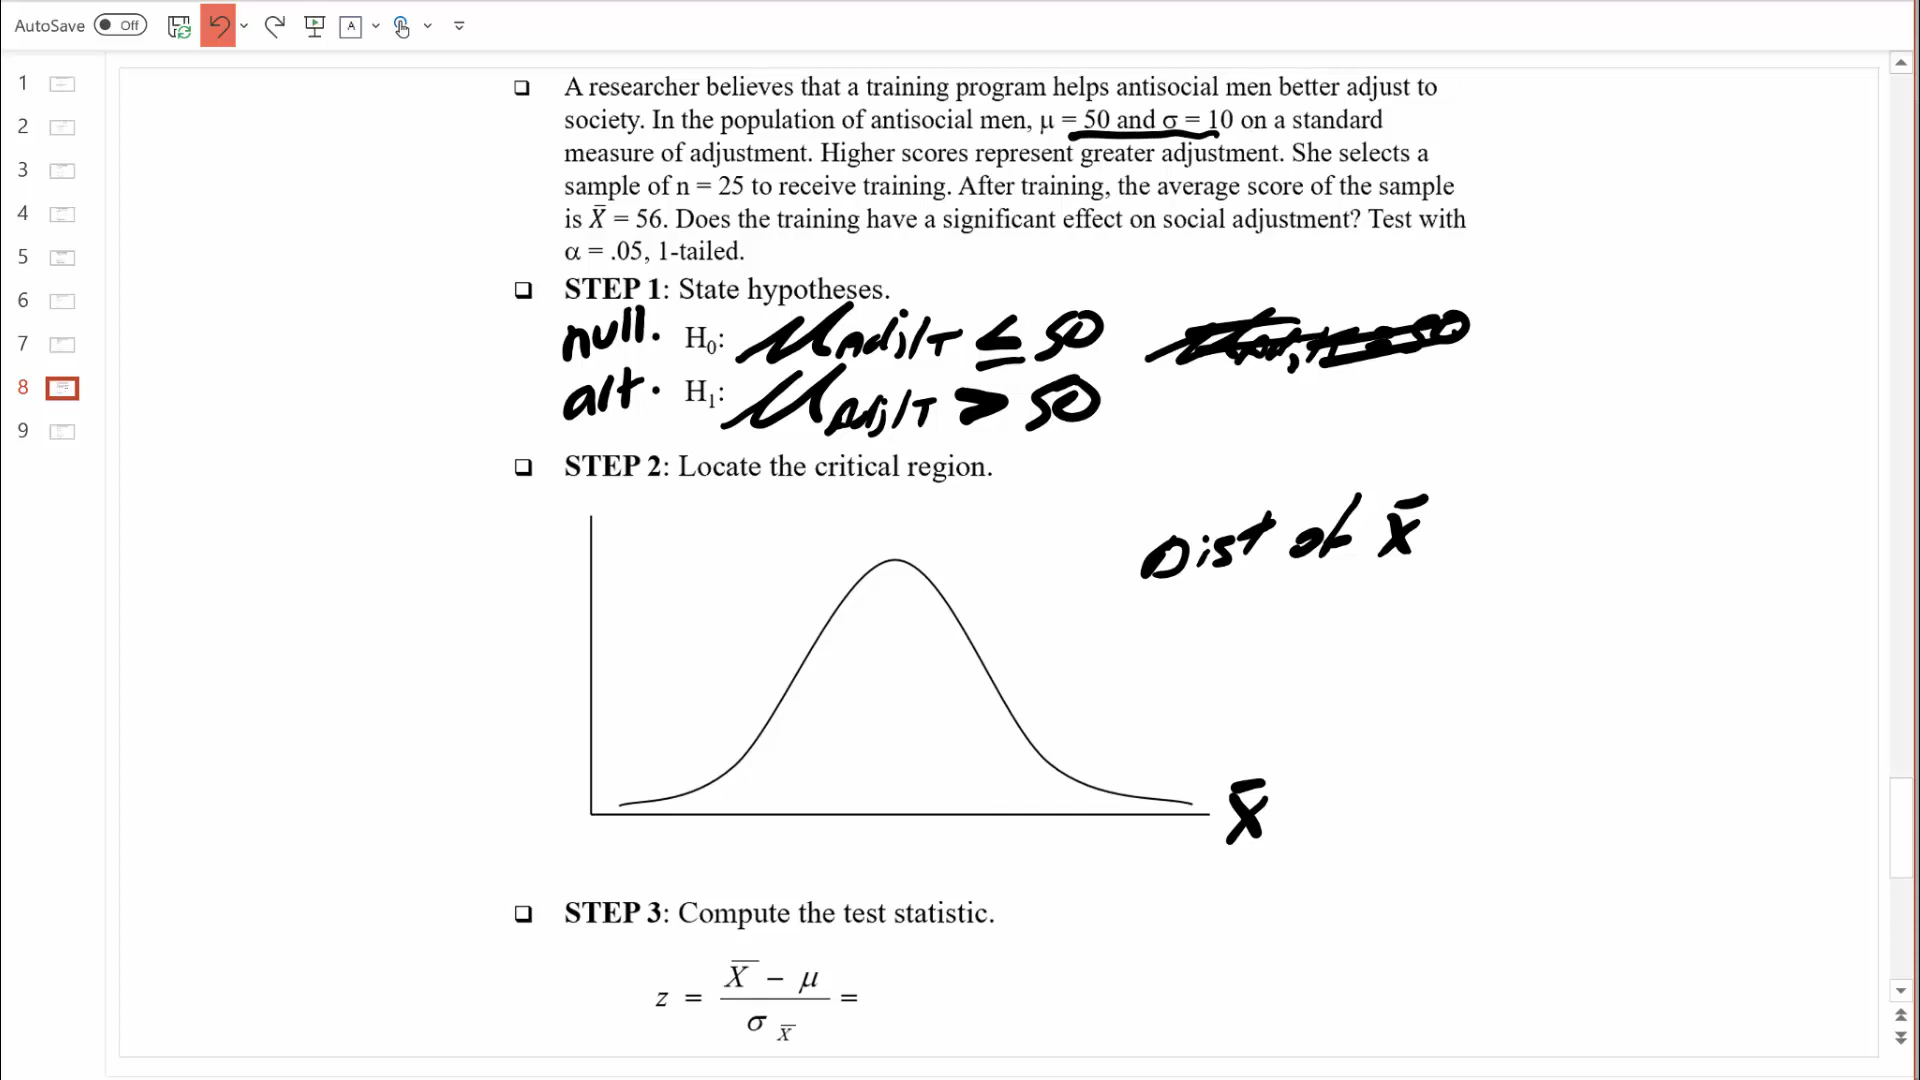 AutoSave Off A
1
2
3
4
5
6
7
8
9
❑ A researcher believes that a training program helps antisocial men better adjust to
society. In the population of antisocial men, μ = 50 and σ = 10 on a standard
measure of adjustment. Higher scores represent greater adjustment. She selects a
sample of n = 25 to receive training. After training, the average score of the sample
is X̄ = 56. Does the training have a significant effect on social adjustment? Test with
α = .05, 1-tailed.
❑ STEP 1: State hypotheses.
null. H₀: μ Adj/T ≤ 50
alt. H₁: μ Adj/T > 50
❑ STEP 2: Locate the critical region.
Dist of X̄
X̄
❑ STEP 3: Compute the test statistic.
z = (X̄ − μ) / σ X̄ =